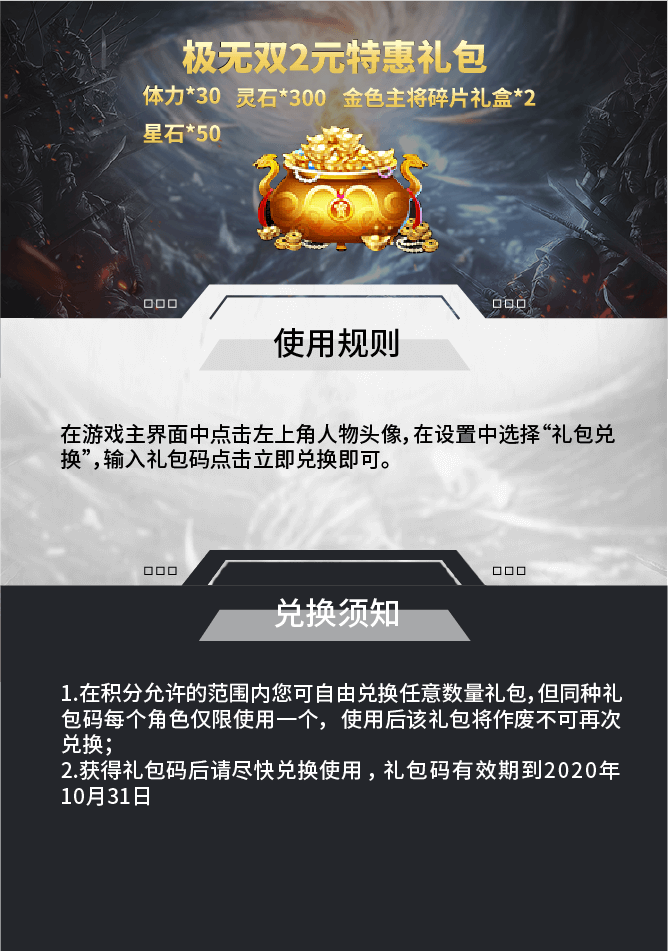 极无双2元特惠礼包
体力*30 灵石*300 金色主将碎片礼盒*2
星石*50
使用规则
在游戏主界面中点击左上角人物头像，在设置中选择“礼包兑
换”，输入礼包码点击立即兑换即可。
兑换须知
1.在积分允许的范围内您可自由兑换任意数量礼包，但同种礼
包码每个角色仅限使用一个，使用后该礼包将作废不可再次
兑换；
2.获得礼包码后请尽快兑换使用，礼包码有效期到2020年
10月31日